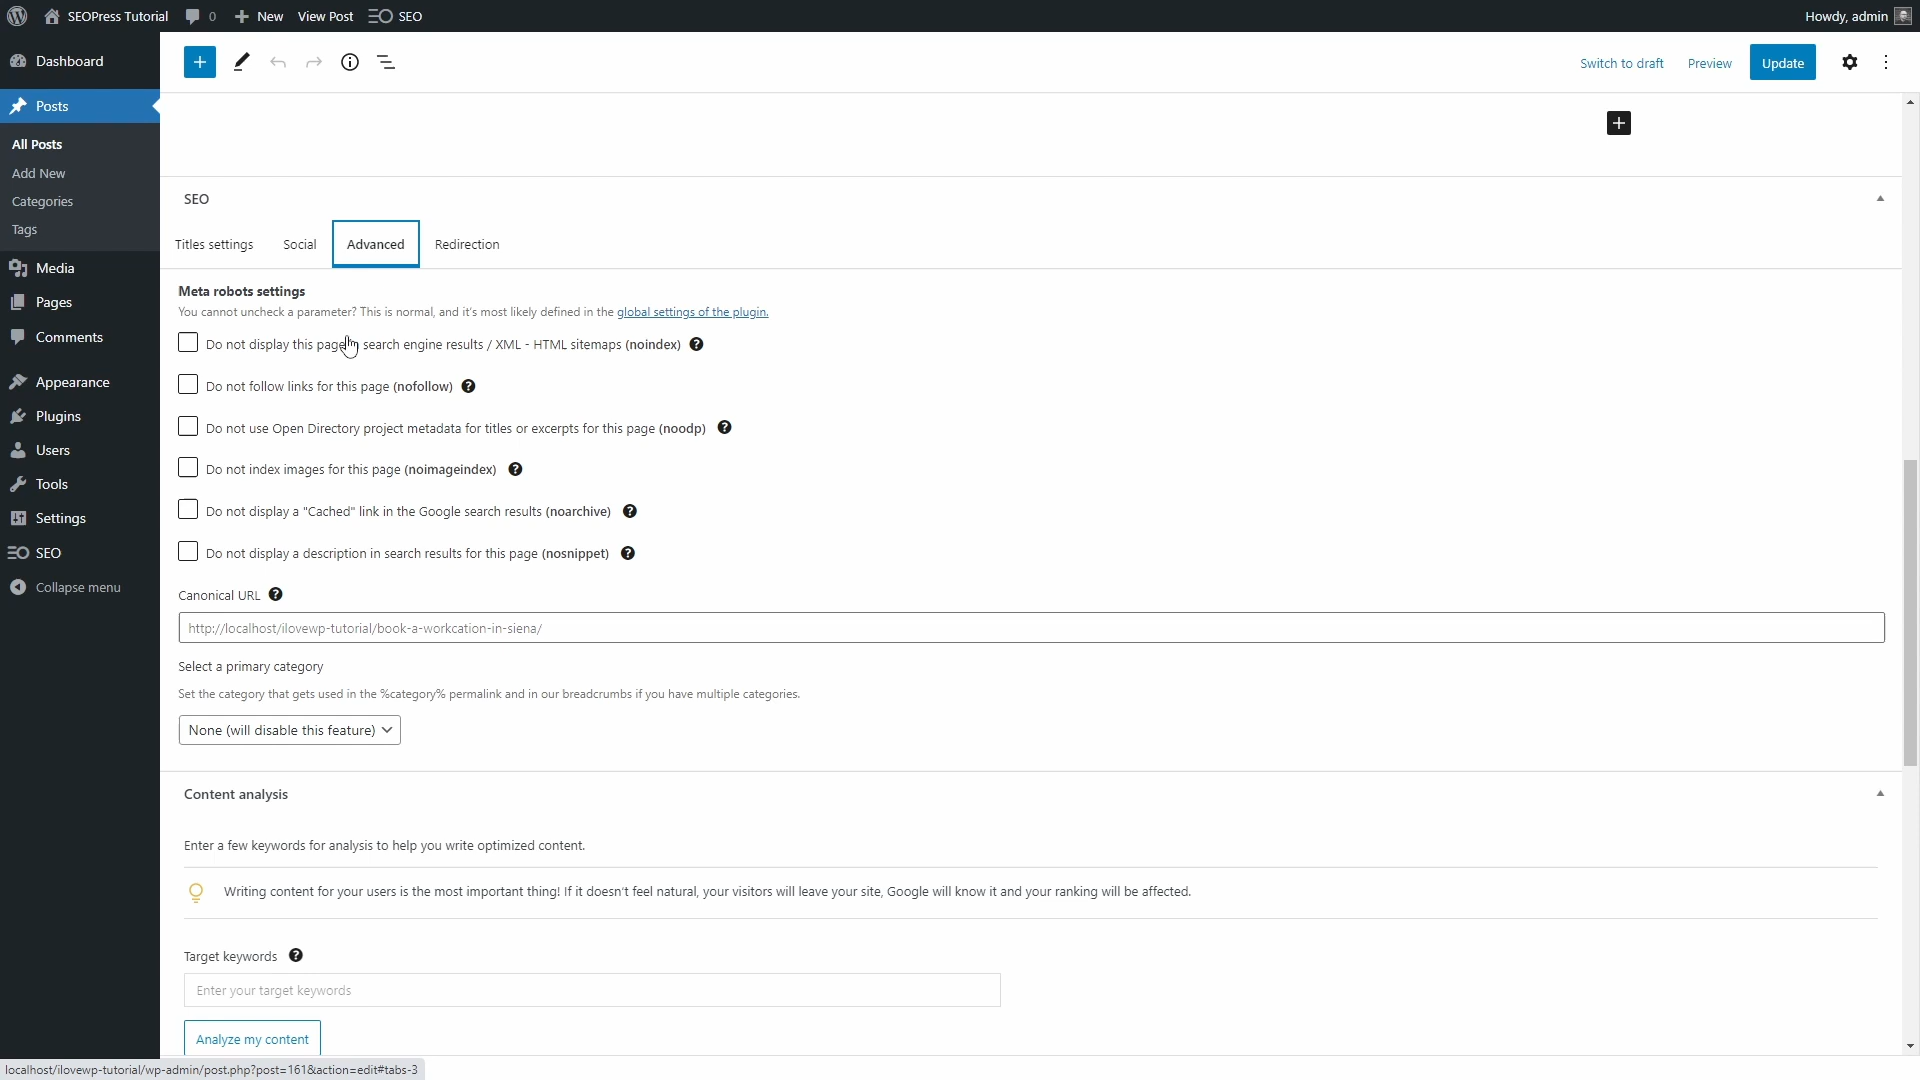 SEOPress Tutorial 0 New View Post SEO Howdy, admin
Dashboard
Posts
All Posts
Add New
Categories
Tags
Media
Pages
Comments
Appearance
Plugins
Users
Tools
Settings
SEO
Collapse menu
Switch to draft Preview Update
SEO
Titles settings Social Advanced Redirection
Meta robots settings
You cannot uncheck a parameter? This is normal, and it's most likely defined in the global settings of the plugin.
Do not display this page search engine results / XML - HTML sitemaps (noindex)
Do not follow links for this page (nofollow)
Do not use Open Directory project metadata for titles or excerpts for this page (noodp)
Do not index images for this page (noimageindex)
Do not display a "Cached" link in the Google search results (noarchive)
Do not display a description in search results for this page (nosnippet)
Canonical URL
http://localhost/ilovewp-tutorial/book-a-workcation-in-siena/
Select a primary category
Set the category that gets used in the %category% permalink and in our breadcrumbs if you have multiple categories.
None (will disable this feature)
Content analysis
Enter a few keywords for analysis to help you write optimized content.
Writing content for your users is the most important thing! If it doesn't feel natural, your visitors will leave your site, Google will know it and your ranking will be affected.
Target keywords
Enter your target keywords
Analyze my content
localhost/ilovewp-tutorial/wp-admin/post.php?post=161&action=edit#tabs-3